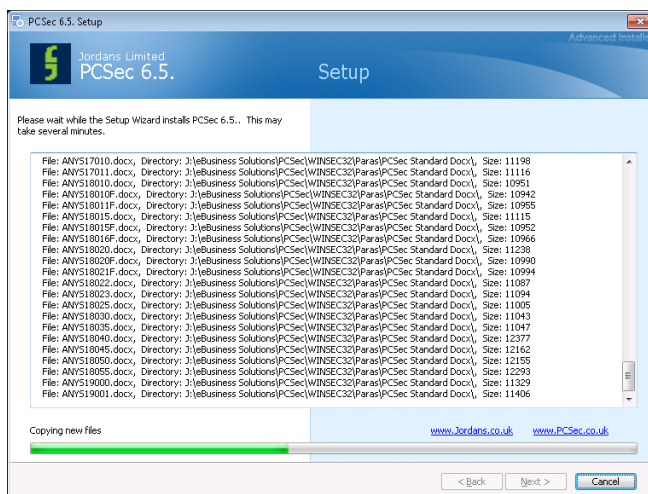 PCSec 6.5. Setup
Advanced Installe
Jordans Limited
PCSec 6.5.
Setup
Please wait while the Setup Wizard installs PCSec 6.5.. This may
take several minutes.
File: ANYS17010.docx, Directory: J:\eBusiness Solutions\PCSec\WINSEC32\Paras\PCSec Standard Docx\, Size: 11198
File: ANYS17011.docx, Directory: J:\eBusiness Solutions\PCSec\WINSEC32\Paras\PCSec Standard Docx\, Size: 11116
File: ANYS18010.docx, Directory: J:\eBusiness Solutions\PCSec\WINSEC32\Paras\PCSec Standard Docx\, Size: 10951
File: ANYS18010F.docx, Directory: J:\eBusiness Solutions\PCSec\WINSEC32\Paras\PCSec Standard Docx\, Size: 10942
File: ANYS18011F.docx, Directory: J:\eBusiness Solutions\PCSec\WINSEC32\Paras\PCSec Standard Docx\, Size: 10955
File: ANYS18015.docx, Directory: J:\eBusiness Solutions\PCSec\WINSEC32\Paras\PCSec Standard Docx\, Size: 11115
File: ANYS18015F.docx, Directory: J:\eBusiness Solutions\PCSec\WINSEC32\Paras\PCSec Standard Docx\, Size: 10952
File: ANYS18016F.docx, Directory: J:\eBusiness Solutions\PCSec\WINSEC32\Paras\PCSec Standard Docx\, Size: 10966
File: ANYS18020.docx, Directory: J:\eBusiness Solutions\PCSec\WINSEC32\Paras\PCSec Standard Docx\, Size: 11238
File: ANYS18020F.docx, Directory: J:\eBusiness Solutions\PCSec\WINSEC32\Paras\PCSec Standard Docx\, Size: 10990
File: ANYS18021F.docx, Directory: J:\eBusiness Solutions\PCSec\WINSEC32\Paras\PCSec Standard Docx\, Size: 10994
File: ANYS18022.docx, Directory: J:\eBusiness Solutions\PCSec\WINSEC32\Paras\PCSec Standard Docx\, Size: 11087
File: ANYS18023.docx, Directory: J:\eBusiness Solutions\PCSec\WINSEC32\Paras\PCSec Standard Docx\, Size: 11094
File: ANYS18025.docx, Directory: J:\eBusiness Solutions\PCSec\WINSEC32\Paras\PCSec Standard Docx\, Size: 11005
File: ANYS18030.docx, Directory: J:\eBusiness Solutions\PCSec\WINSEC32\Paras\PCSec Standard Docx\, Size: 11043
File: ANYS18035.docx, Directory: J:\eBusiness Solutions\PCSec\WINSEC32\Paras\PCSec Standard Docx\, Size: 11047
File: ANYS18040.docx, Directory: J:\eBusiness Solutions\PCSec\WINSEC32\Paras\PCSec Standard Docx\, Size: 12377
File: ANYS18045.docx, Directory: J:\eBusiness Solutions\PCSec\WINSEC32\Paras\PCSec Standard Docx\, Size: 12162
File: ANYS18050.docx, Directory: J:\eBusiness Solutions\PCSec\WINSEC32\Paras\PCSec Standard Docx\, Size: 12155
File: ANYS18055.docx, Directory: J:\eBusiness Solutions\PCSec\WINSEC32\Paras\PCSec Standard Docx\, Size: 12293
File: ANYS19000.docx, Directory: J:\eBusiness Solutions\PCSec\WINSEC32\Paras\PCSec Standard Docx\, Size: 11329
File: ANYS19001.docx, Directory: J:\eBusiness Solutions\PCSec\WINSEC32\Paras\PCSec Standard Docx\, Size: 11406
Copying new files
www.Jordans.co.uk
www.PCSec.co.uk
< Back
Next >
Cancel